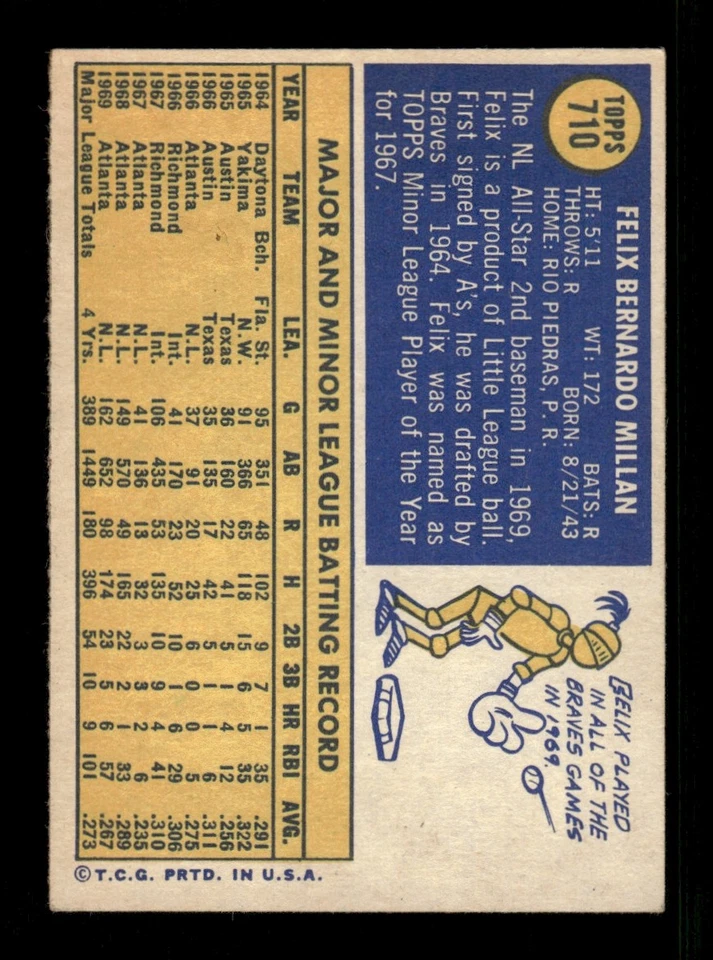 TOPPS
710
FELIX BERNARDO MILLAN
HT: 5'11 WT: 172 BATS: R
THROWS: R BORN: 8/21/43
HOME: RIO PIEDRAS, P. R.
The NL All-Star 2nd baseman in 1969,
Felix is a product of Little League ball.
First signed by A's, he was drafted by
Braves in 1964. Felix was named as
TOPPS Minor League Player of the Year
for 1967.
FELIX PLAYED
IN ALL OF THE
BRAVES GAMES
IN 1969.
MAJOR AND MINOR LEAGUE BATTING RECORD
YEAR TEAM LEA. G AB R H 2B 3B HR RBI AVG.
1964 Daytona Bch. Fla. St. 95 351 48 102 9 7 1 35 .291
1965 Yakima N.W. 91 366 65 118 15 6 5 35 .322
1965 Austin Texas 36 160 22 41 5 1 4 12 .256
1966 Austin Texas 35 135 17 42 5 1 1 6 .311
1966 Atlanta N.L. 37 91 20 25 6 0 0 5 .275
1966 Richmond Int. 41 170 23 52 10 1 6 29 .306
1967 Richmond Int. 106 435 53 135 10 9 4 41 .310
1967 Atlanta N.L. 41 136 13 32 3 3 2 6 .235
1968 Atlanta N.L. 149 570 49 165 22 2 1 33 .289
1969 Atlanta N.L. 162 652 98 174 23 5 6 57 .267
Major League Totals 4 Yrs. 389 1449 180 396 54 10 9 101 .273
© T.C.G. PRTD. IN U.S.A.